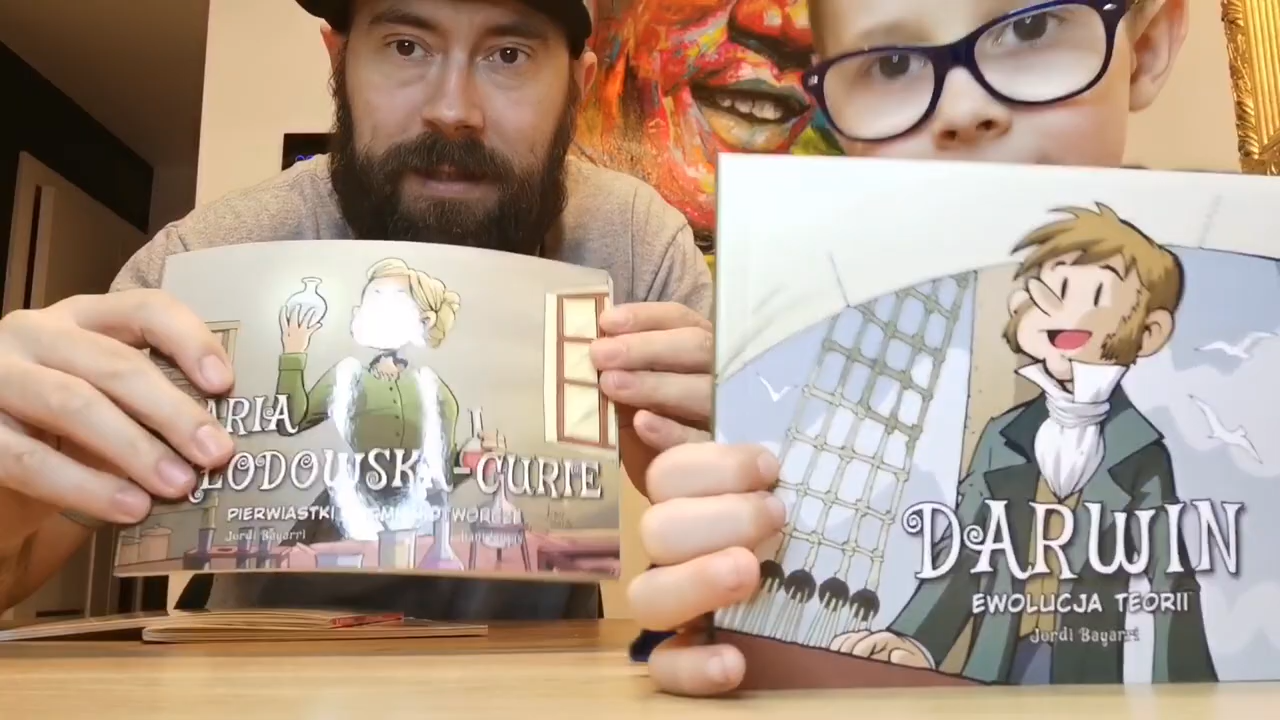 ARIA
ŁODOWSKA-CURIE
PIERWIASTKI
Jordi Bayarri
DARWIN
EWOLUCJA TEORII
Jordi Bayarri